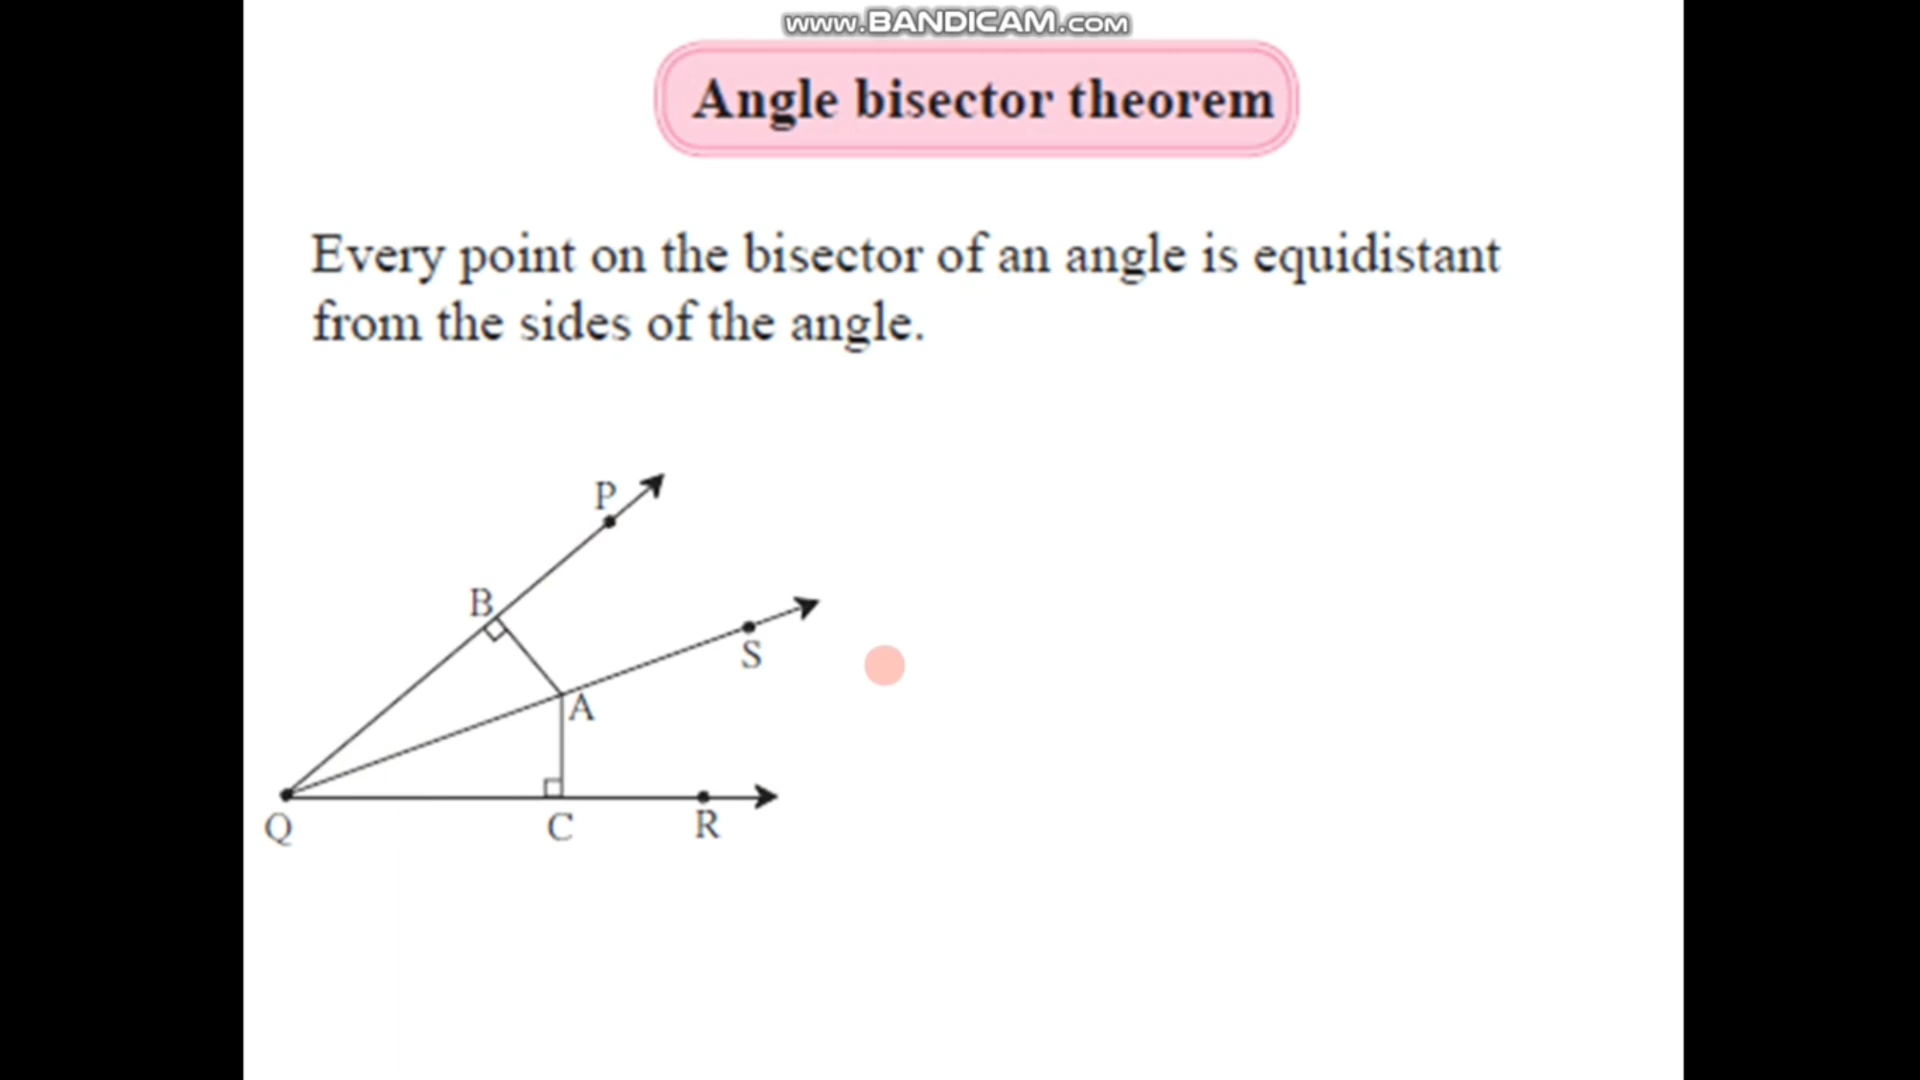 www.BANDICAM.com
Angle bisector theorem
Every point on the bisector of an angle is equidistant
from the sides of the angle.
P
B
S
A
Q
C
R